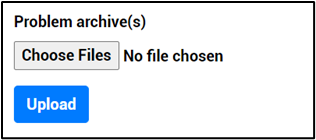 Problem archive(s)
Choose Files No file chosen
Upload